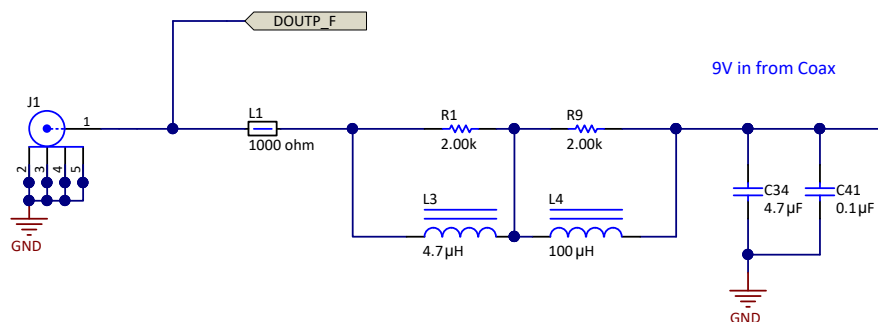 DOUTP_F
9V in from Coax
J1
1
L1
1000 ohm
R1
2.00k
R9
2.00k
2
3
4
5
GND
L3
4.7µH
L4
100µH
C34
4.7µF
C41
0.1µF
GND